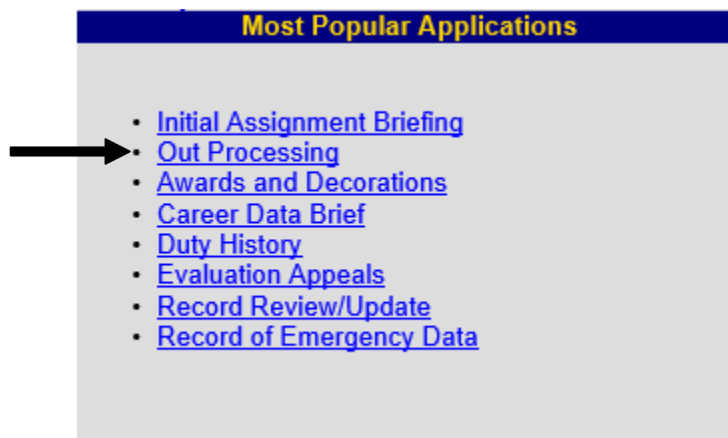 Most Popular Applications
• Initial Assignment Briefing
• Out Processing
• Awards and Decorations
• Career Data Brief
• Duty History
• Evaluation Appeals
• Record Review/Update
• Record of Emergency Data